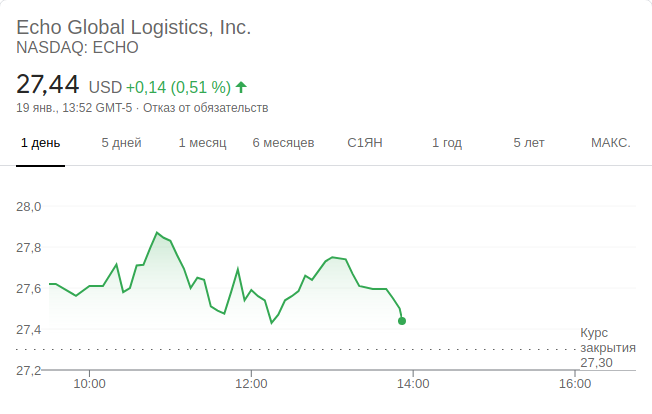 Echo Global Logistics, Inc.
NASDAQ: ECHO
27,44 USD +0,14 (0,51 %)
19 янв., 13:52 GMT-5 · Отказ от обязательств
1 день 5 дней 1 месяц 6 месяцев С1ЯН 1 год 5 лет МАКС.
28,0
27,8
27,6
27,4
Курс
закрытия
27,30
27,2
10:00 12:00 14:00 16:00